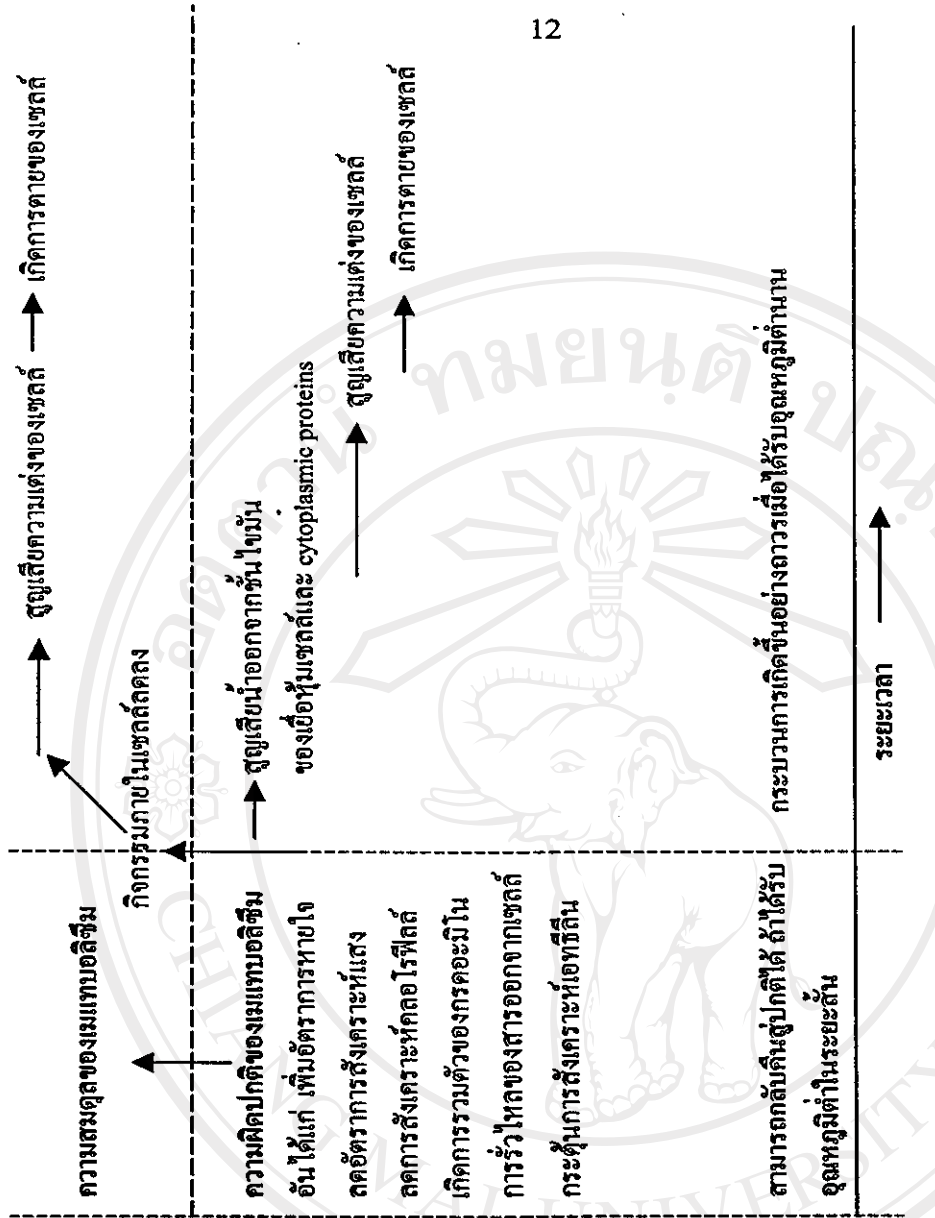 12
ความสมดุลของเมแทบอลิซึม
กิจกรรมภายในเซลล์ลดลง
สูญเสียความเต่งของเซลล์
เกิดการตายของเซลล์
ความผิดปกติของเมแทบอลิซึม
อันได้แก่ เพิ่มอัตราการหายใจ
ลดอัตราการสังเคราะห์แสง
ลดการสังเคราะห์คลอโรฟิลล์
เกิดการรวมตัวของกรดอะมิโน
การรั่วไหลของสารออกจากเซลล์
กระตุ้นการสังเคราะห์เอทธีลีน
สูญเสียน้ำออกจากชั้นไขมัน
ของเยื่อหุ้มเซลล์และ cytoplasmic proteins
สูญเสียความเต่งของเซลล์
เกิดการตายของเซลล์
สามารถกลับคืนสู่ปกติได้ ถ้าได้รับ
อุณหภูมิต่ำในระยะสั้น
กระบวนการเกิดขึ้นอย่างถาวรเมื่อได้รับอุณหภูมิต่ำนาน
ระยะเวลา
CHIANG MAI UNIVERSITY